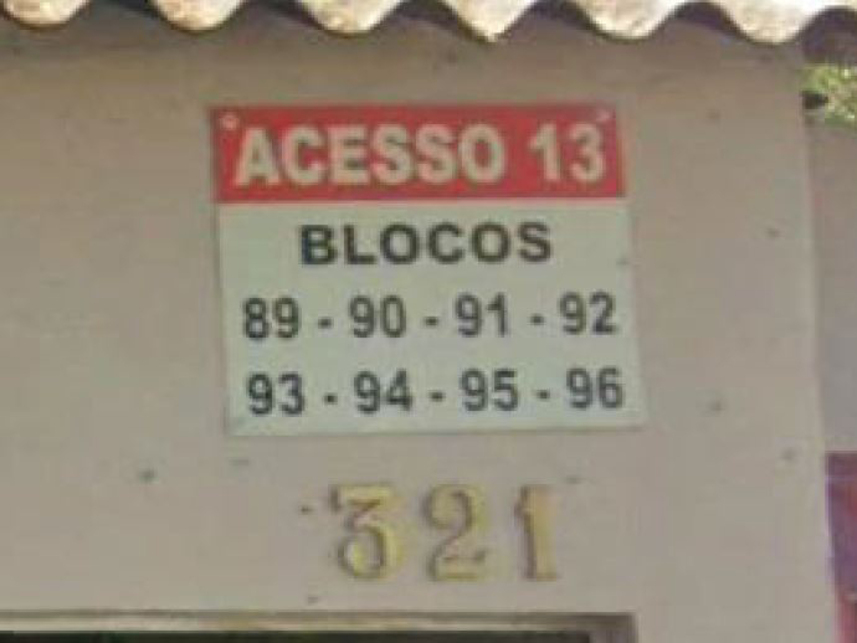 ACESSO 13
BLOCOS
89 - 90 - 91 - 92
93 - 94 - 95 - 96
321